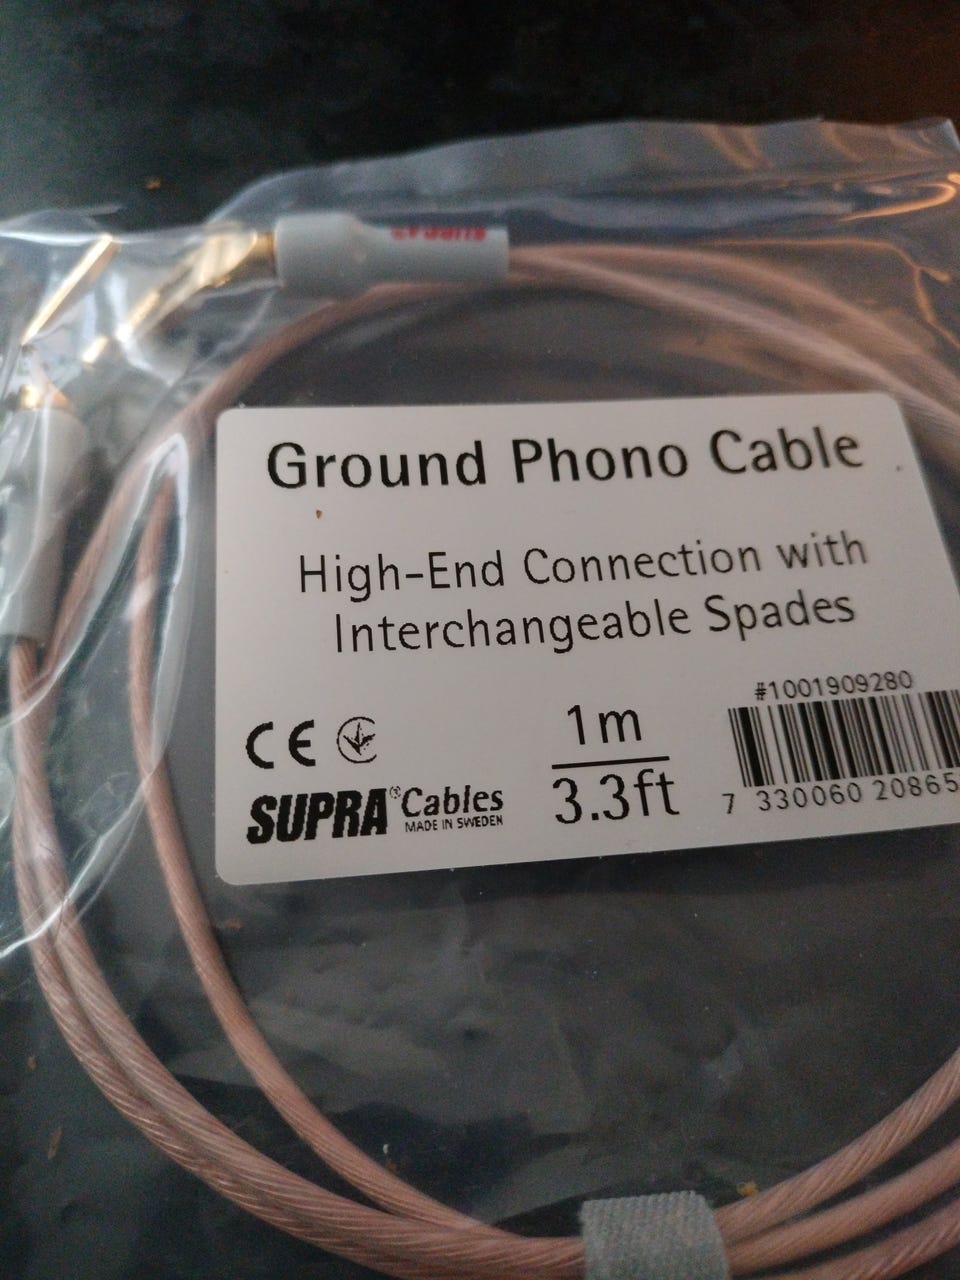 SUPRA
Ground Phono Cable
High-End Connection with
Interchangeable Spades
#1001909280
CE
1m
3.3ft
SUPRA® Cables
MADE IN SWEDEN
7 330060 20865